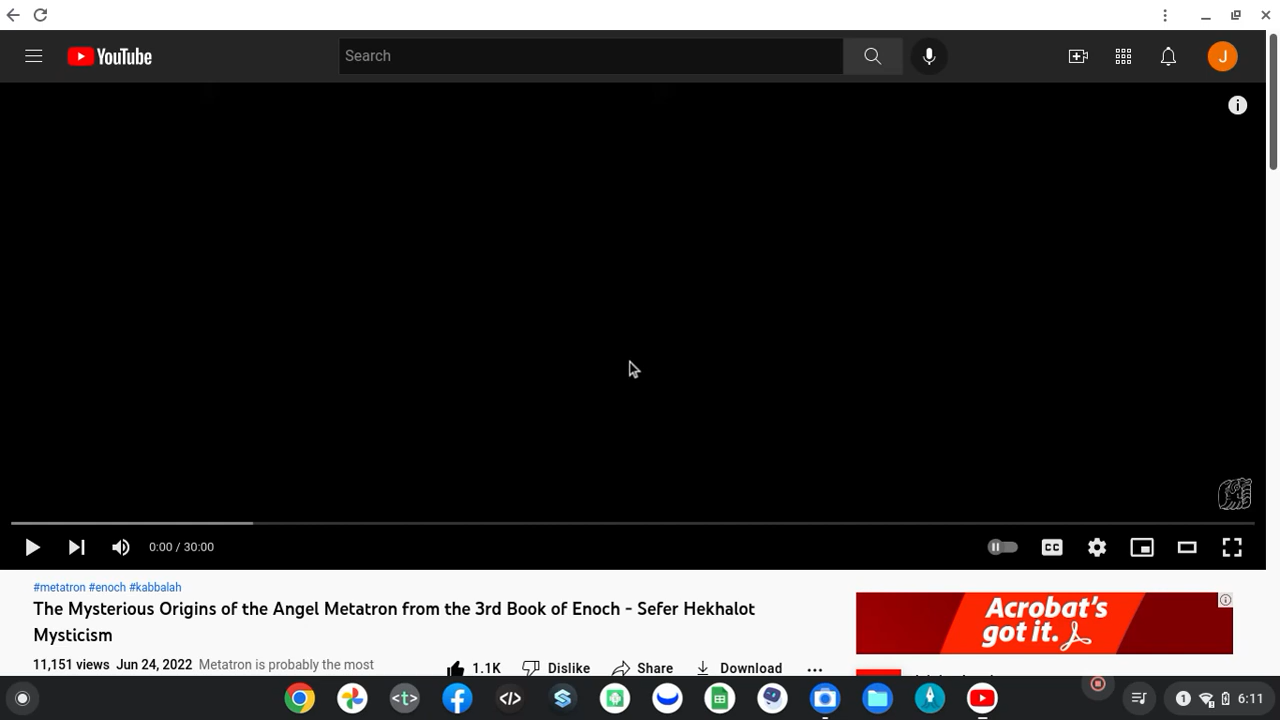 YouTube
Search
J
0:00 / 30:00
CC
#metatron #enoch #kabbalah
The Mysterious Origins of the Angel Metatron from the 3rd Book of Enoch - Sefer Hekhalot
Mysticism
11,151 views Jun 24, 2022 Metatron is probably the most
1.1K Dislike Share Download
Acrobat's
got it.
1 6:11